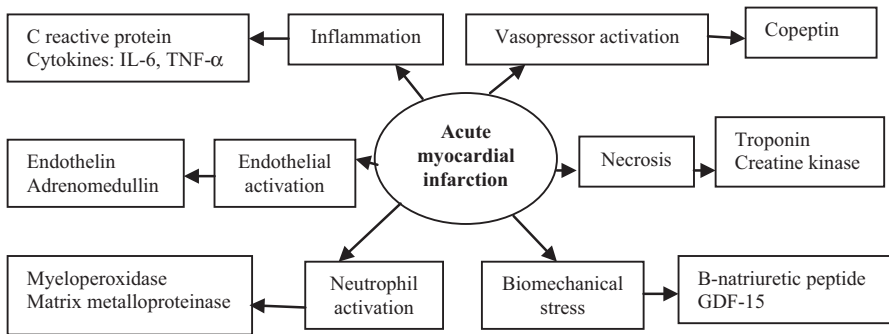 C reactive protein
Cytokines: IL-6, TNF-α
Inflammation
Vasopressor activation
Copeptin
Acute
myocardial
infarction
Endothelin
Adrenomedullin
Endothelial
activation
Necrosis
Troponin
Creatine kinase
Myeloperoxidase
Matrix metalloproteinase
Neutrophil
activation
Biomechanical
stress
B-natriuretic peptide
GDF-15